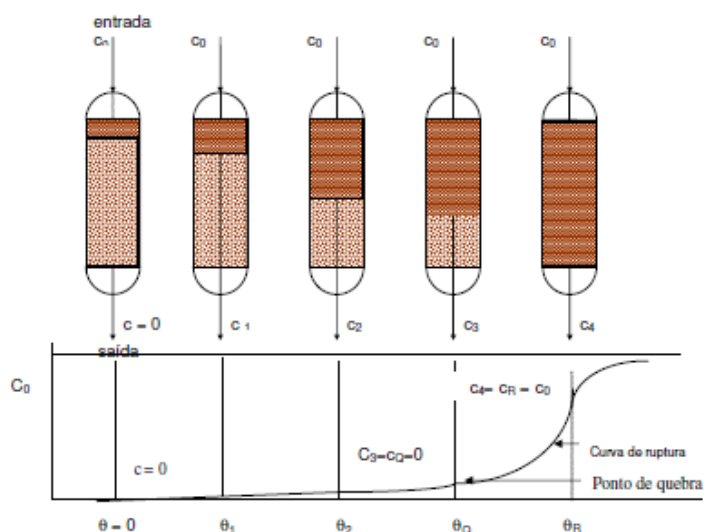 entrada
c₀ c₀ c₀ c₀ c₀
c = 0 c ₁ c₂ c₃ c₄
saída
C₀
c₄= c_R = c₀
C₃=c_Q=0
Curva de ruptura
c = 0
Ponto de quebra
θ = 0 θ₁ θ₂ θ_Q θ_R